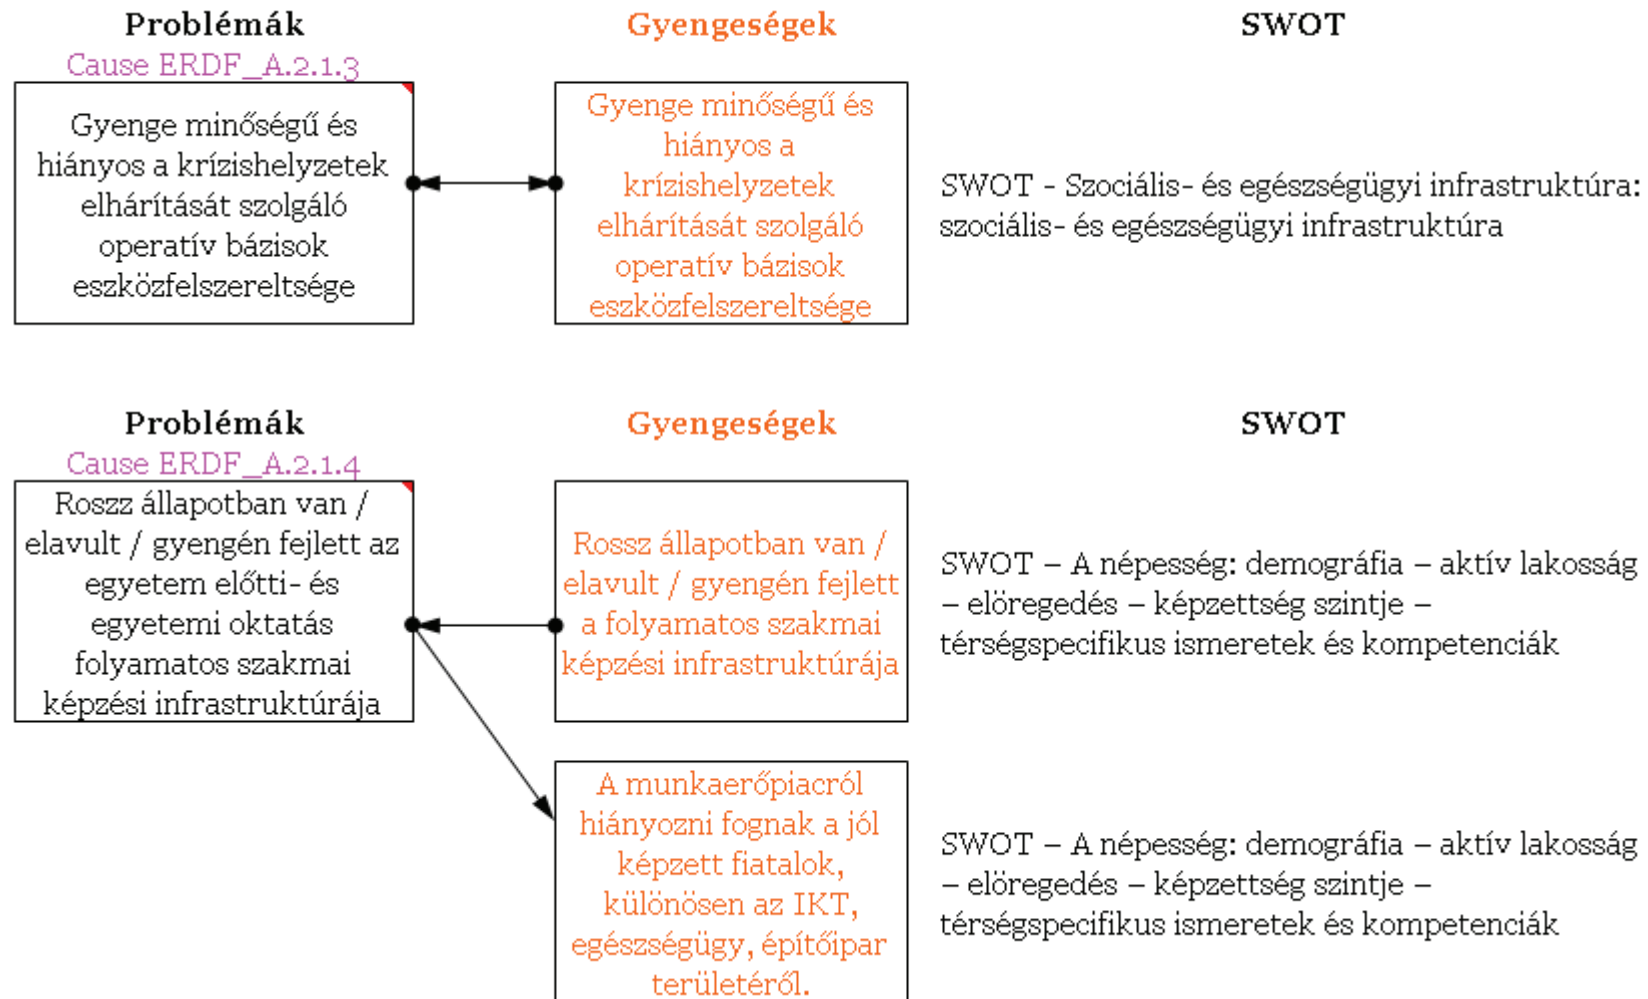 Problémák
Gyengeségek
SWOT
Cause ERDF_A.2.1.3
Gyenge minőségű és
hiányos a krízishelyzetek
elhárítását szolgáló
operatív bázisok
eszközfelszereltsége
Gyenge minőségű és
hiányos a
krízishelyzetek
elhárítását szolgáló
operatív bázisok
eszközfelszereltsége
SWOT - Szociális- és egészségügyi infrastruktúra:
szociális- és egészségügyi infrastruktúra
Problémák
Gyengeségek
SWOT
Cause ERDF_A.2.1.4
Roszz állapotban van /
elavult / gyengén fejlett az
egyetem előtti- és
egyetemi oktatás
folyamatos szakmai
képzési infrastruktúrája
Rossz állapotban van /
elavult / gyengén fejlett
a folyamatos szakmai
képzési infrastruktúrája
SWOT – A népesség: demográfia – aktív lakosság
– elöregedés – képzettség szintje –
térségspecifikus ismeretek és kompetenciák
A munkaerőpiacról
hiányozni fognak a jól
képzett fiatalok,
különösen az IKT,
egészségügy, építőipar
területéről.
SWOT – A népesség: demográfia – aktív lakosság
– elöregedés – képzettség szintje –
térségspecifikus ismeretek és kompetenciák